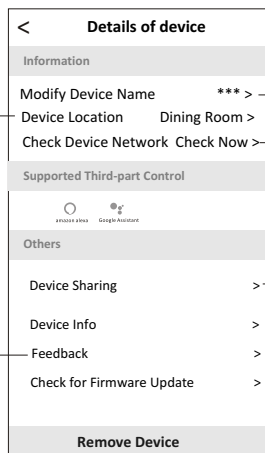 < Details of device
Information
Modify Device Name *** >
Device Location Dining Room >
Check Device Network Check Now >
Supported Third-part Control
amazon alexa Google Assistant
Others
Device Sharing >
Device Info >
Feedback >
Check for Firmware Update >
Remove Device